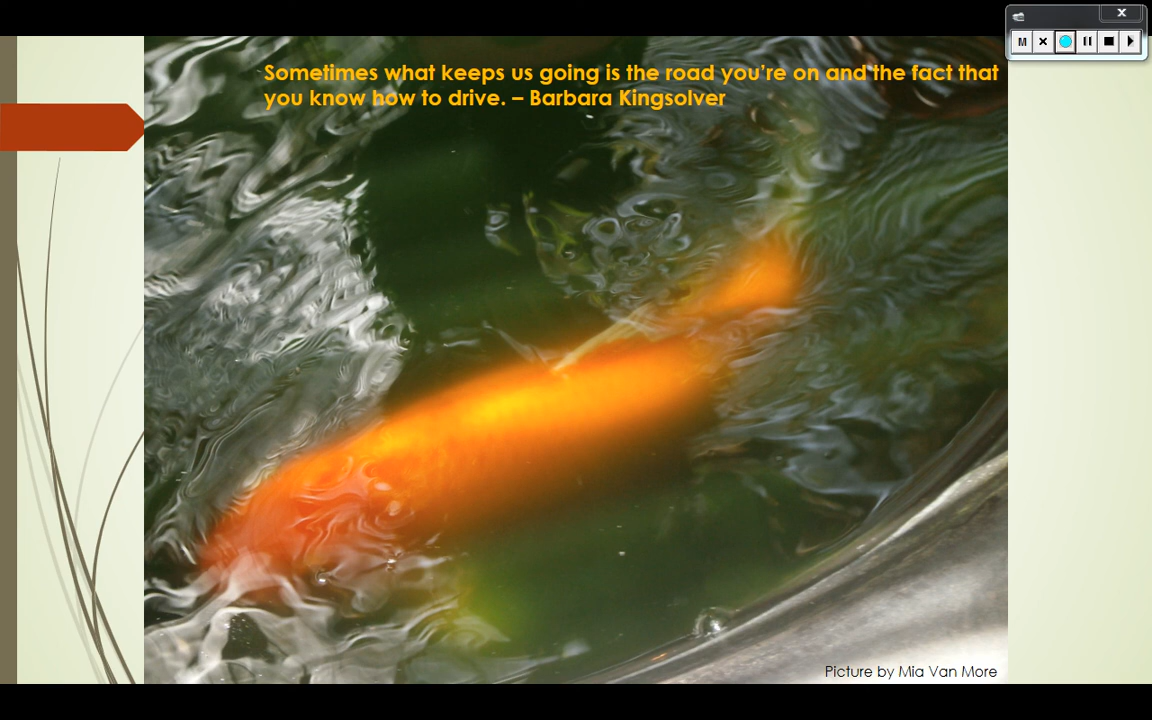 Sometimes what keeps us going is the road you're on and the fact that
you know how to drive. – Barbara Kingsolver
M
Picture by Mia Van More